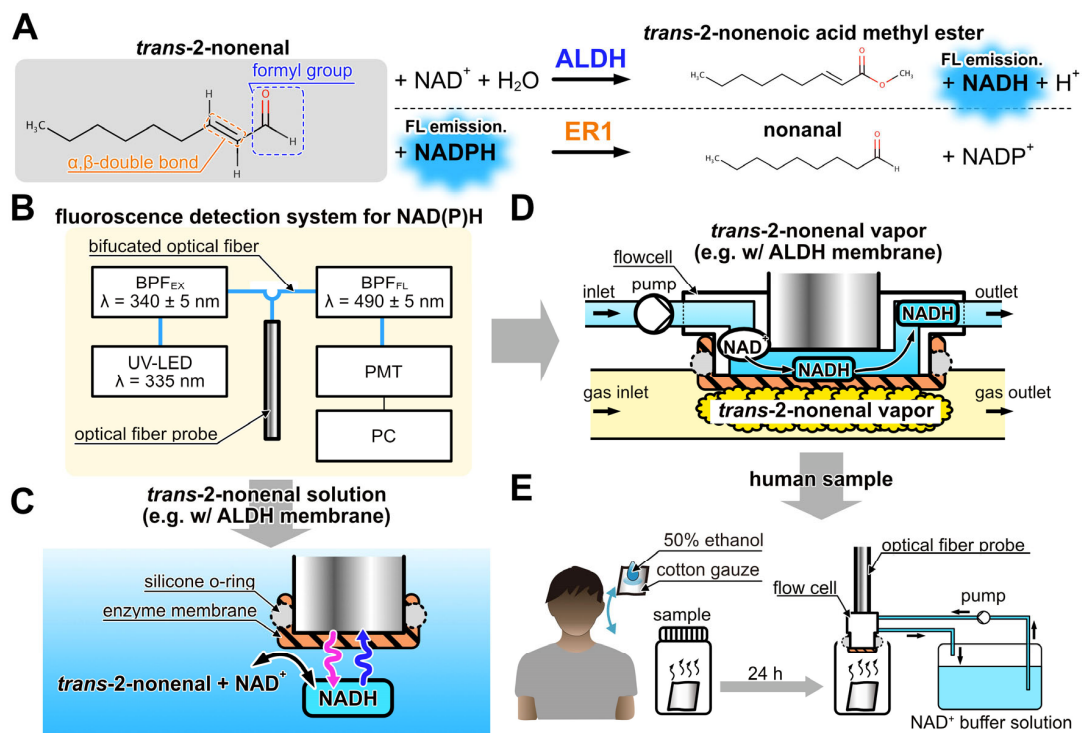 A
trans-2-nonenal
formyl group
O
H
H
H
H₃C
α,β-double bond
+ NAD⁺ + H₂O
ALDH
trans-2-nonenoic acid methyl ester
H₃C
O
O
CH₃
FL emission.
+ NADH + H⁺
FL emission.
+ NADPH
ER1
nonanal
H₃C
O
H
+ NADP⁺
B
fluoroscence detection system for NAD(P)H
bifucated optical fiber
BPFEX
λ = 340 ± 5 nm
BPFFL
λ = 490 ± 5 nm
UV-LED
λ = 335 nm
PMT
PC
optical fiber probe
C
trans-2-nonenal solution
(e.g. w/ ALDH membrane)
silicone o-ring
enzyme membrane
trans-2-nonenal + NAD⁺
NADH
D
trans-2-nonenal vapor
(e.g. w/ ALDH membrane)
flowcell
inlet
pump
outlet
NADH
NAD⁺
NADH
gas inlet
gas outlet
trans-2-nonenal vapor
human sample
E
50% ethanol
cotton gauze
sample
24 h
optical fiber probe
flow cell
pump
NAD⁺ buffer solution